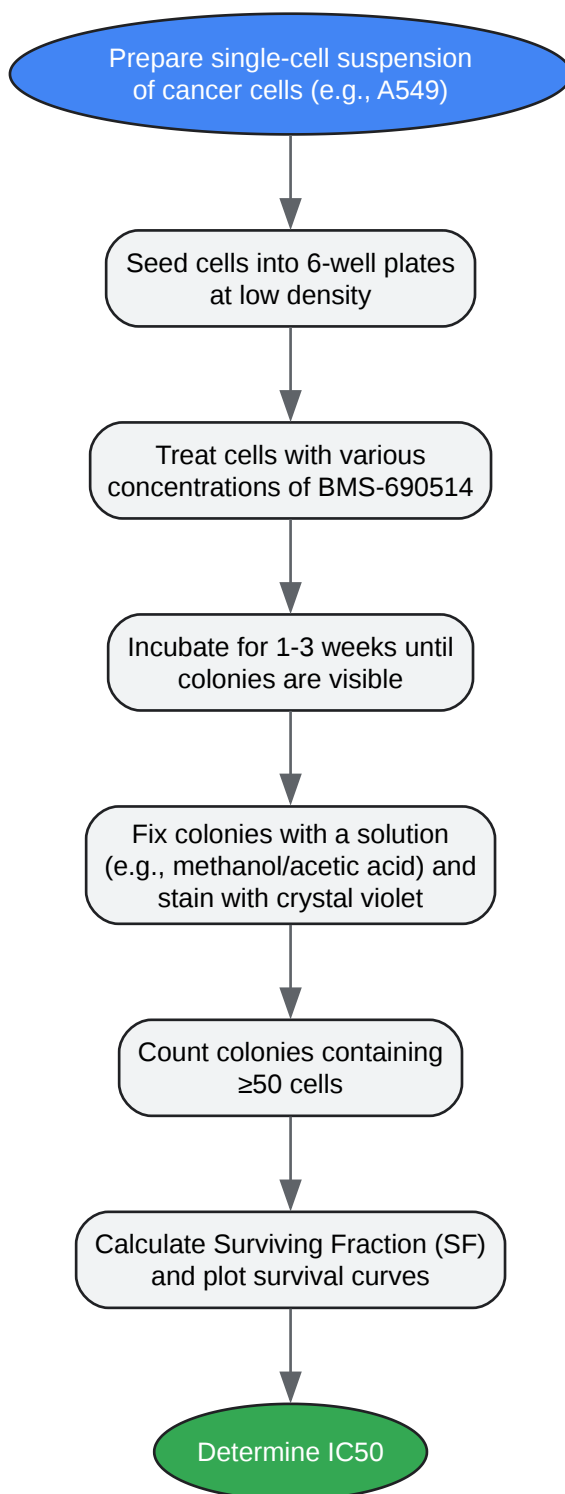 Prepare single-cell suspension
of cancer cells (e.g., A549)
Seed cells into 6-well plates
at low density
Treat cells with various
concentrations of BMS-690514
Incubate for 1-3 weeks until
colonies are visible
Fix colonies with a solution
(e.g., methanol/acetic acid) and
stain with crystal violet
Count colonies containing
≥50 cells
Calculate Surviving Fraction (SF)
and plot survival curves
Determine IC50